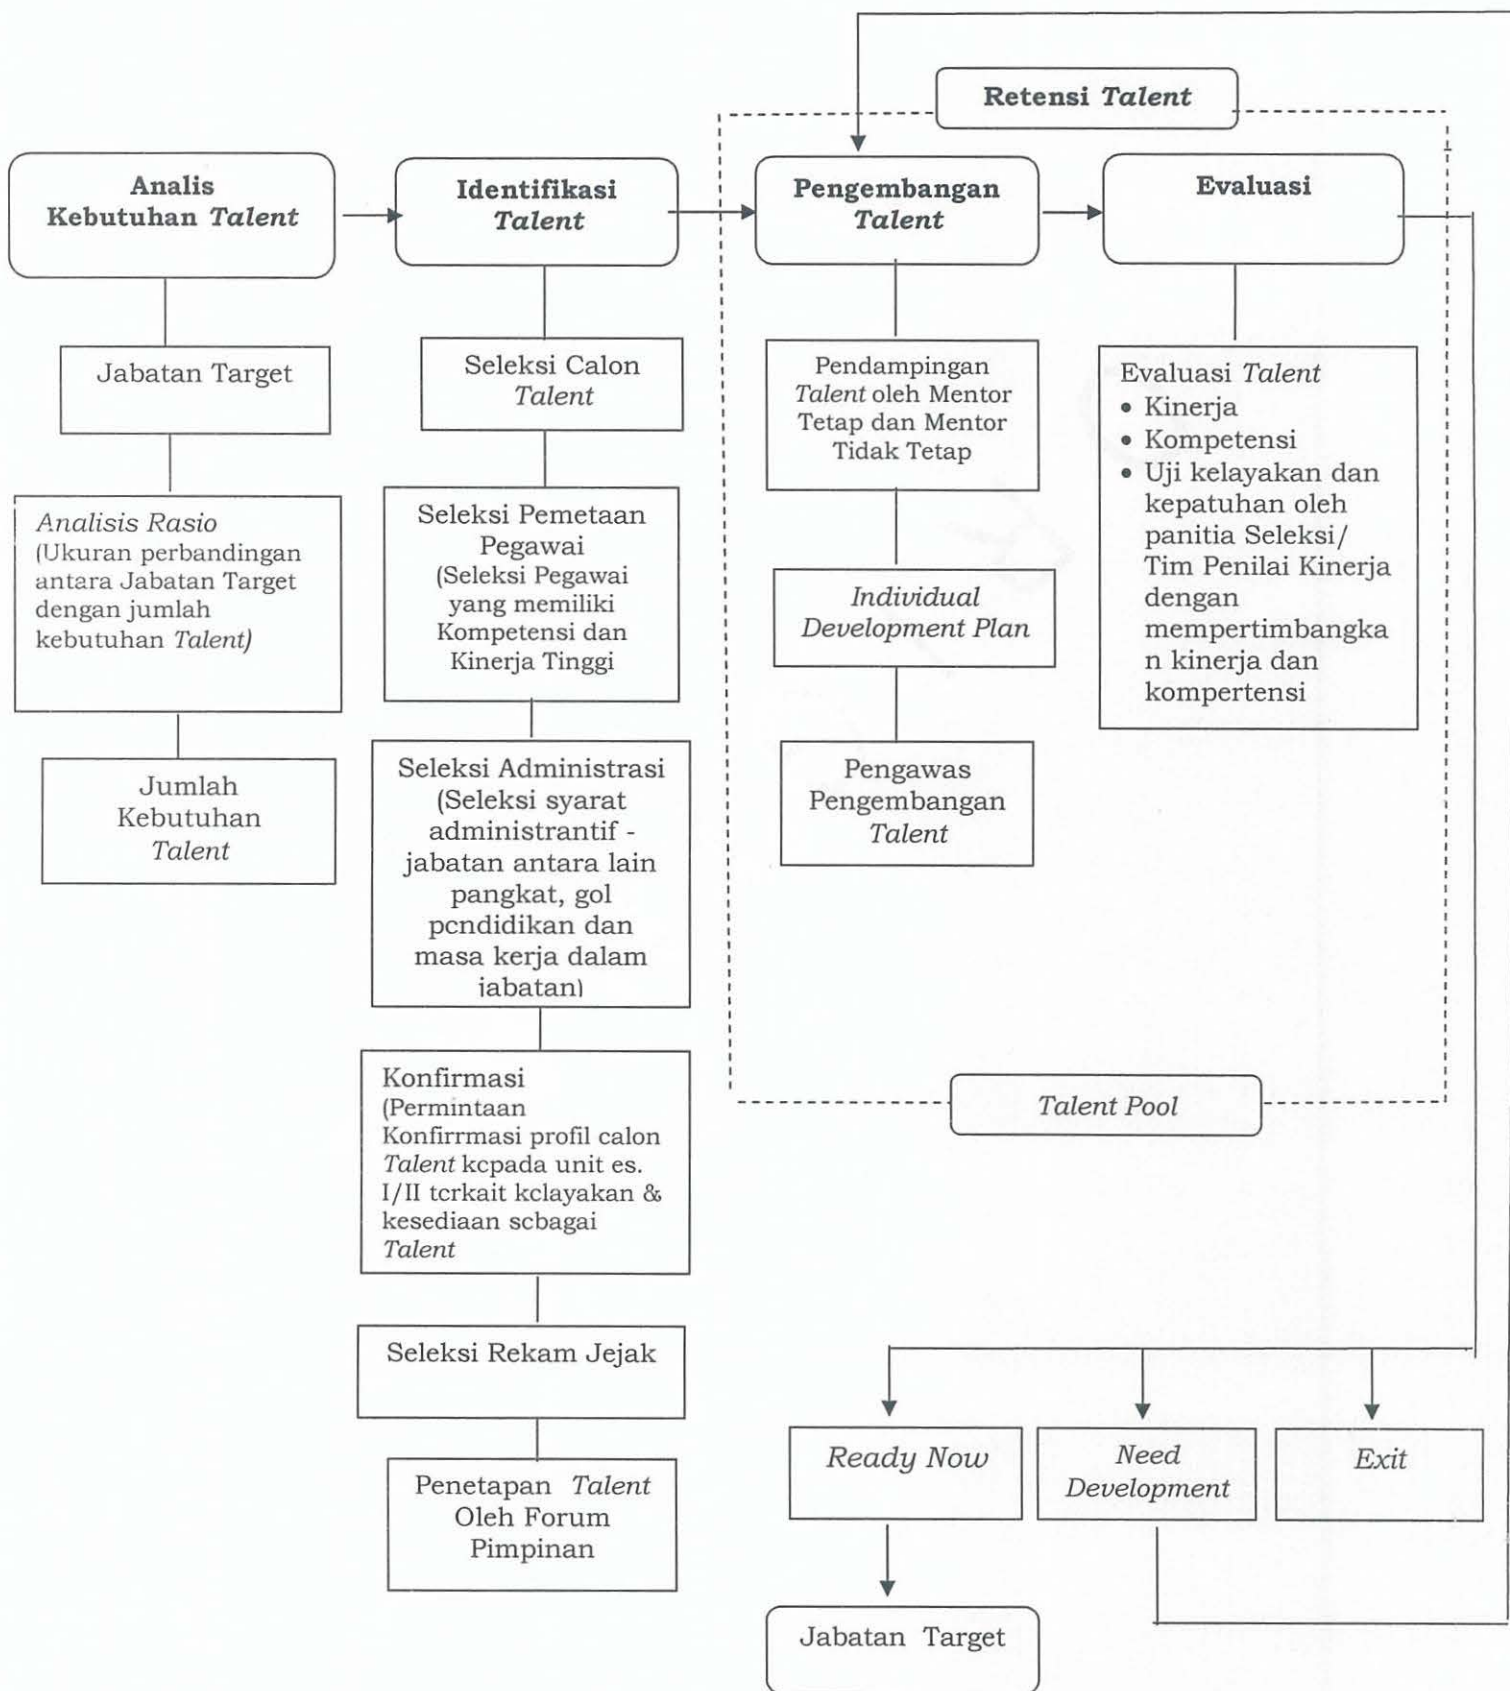 Retensi Talent
Analis
Kebutuhan Talent
Identifikasi
Talent
Pengembangan
Talent
Evaluasi
Jabatan Target
Analisis Rasio
(Ukuran perbandingan
antara Jabatan Target
dengan jumlah
kebutuhan Talent)
Jumlah
Kebutuhan
Talent
Seleksi Calon
Talent
Seleksi Pemetaan
Pegawai
(Seleksi Pegawai
yang memiliki
Kompetensi dan
Kinerja Tinggi
Seleksi Administrasi
(Seleksi syarat
administrantif -
jabatan antara lain
pangkat, gol
pendidikan dan
masa kerja dalam
jabatan)
Konfirmasi
(Permintaan
Konfirrmasi profil calon
Talent kepada unit es.
I/II terkait kelayakan &
kesediaan sebagai
Talent
Seleksi Rekam Jejak
Penetapan Talent
Oleh Forum
Pimpinan
Pendampingan
Talent oleh Mentor
Tetap dan Mentor
Tidak Tetap
Individual
Development Plan
Pengawas
Pengembangan
Talent
Evaluasi Talent
• Kinerja
• Kompetensi
• Uji kelayakan dan
kepatuhan oleh
panitia Seleksi/
Tim Penilai Kinerja
dengan
mempertimbangka
n kinerja dan
kompertensi
Talent Pool
Ready Now
Need
Development
Exit
Jabatan Target